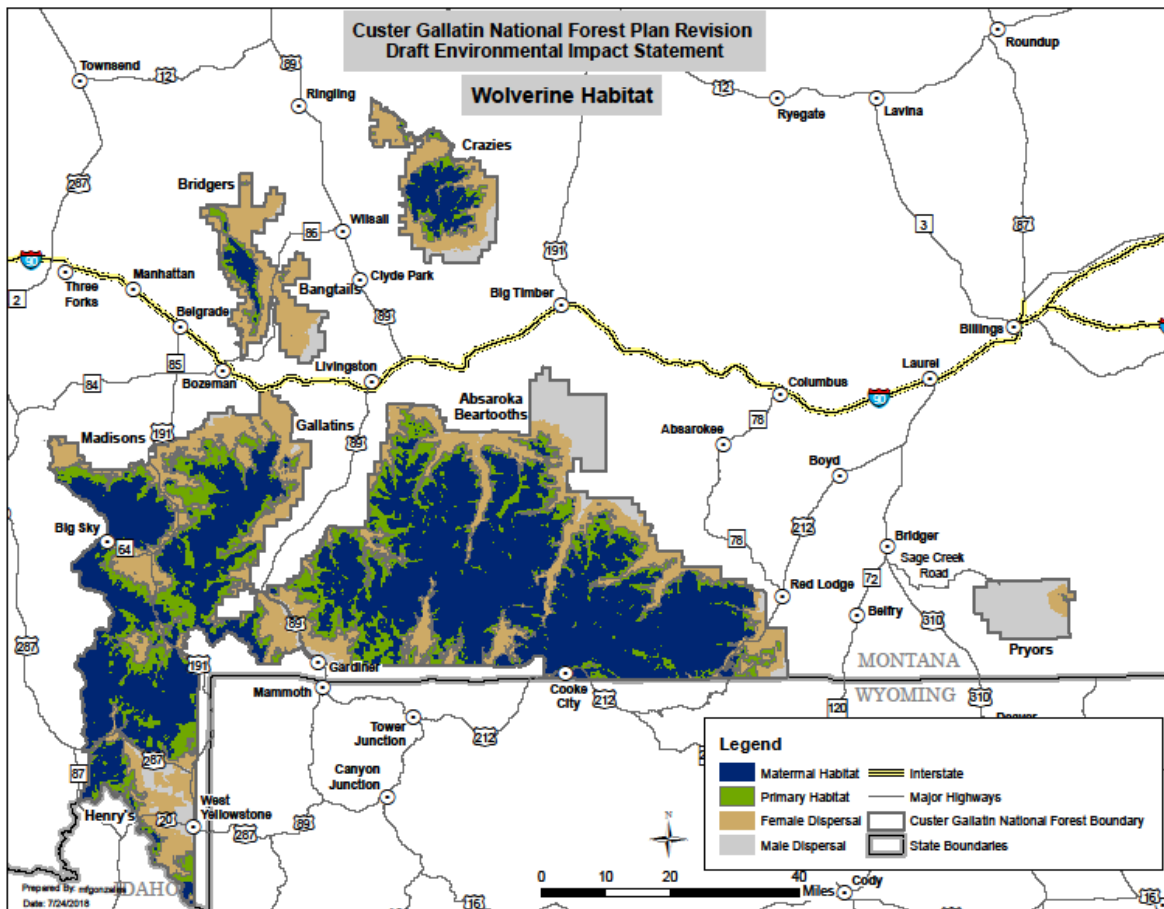 Custer Gallatin National Forest Plan Revision
Draft Environmental Impact Statement
Wolverine Habitat
Roundup
Townsend
89
12
Ringling
12
Ryegate
Lavina
Crazies
287
Bridgers
86
Wilsall
3
87
191
90
Three
Forks
Manhattan
Bangtails
Clyde Park
2
Big Timber
Belgrade
89
Billings
85
Livingston
Laurel
84
Bozeman
Columbus
90
Absaroka
Beartooths
78
Madisons
191
Gallatins
89
Absarokee
Boyd
Big Sky
64
212
Bridger
78
Sage Creek
Road
72
Red Lodge
Belfry
310
89
287
Pryors
191
Gardiner
MONTANA
Mammoth
Cooke
City
WYOMING
212
120
310
Tower
Junction
212
287
87
Canyon
Junction
Henry's
20
West
Yellowstone
287
89
IDAHO
Legend
Maternal Habitat
Interstate
Primary Habitat
Major Highways
Female Dispersal
Custer Gallatin National Forest Boundary
Male Dispersal
State Boundaries
N
0 10 20 40
Miles
Cody
16
16
Prepared By: mfgonzales
Date: 7/24/2018